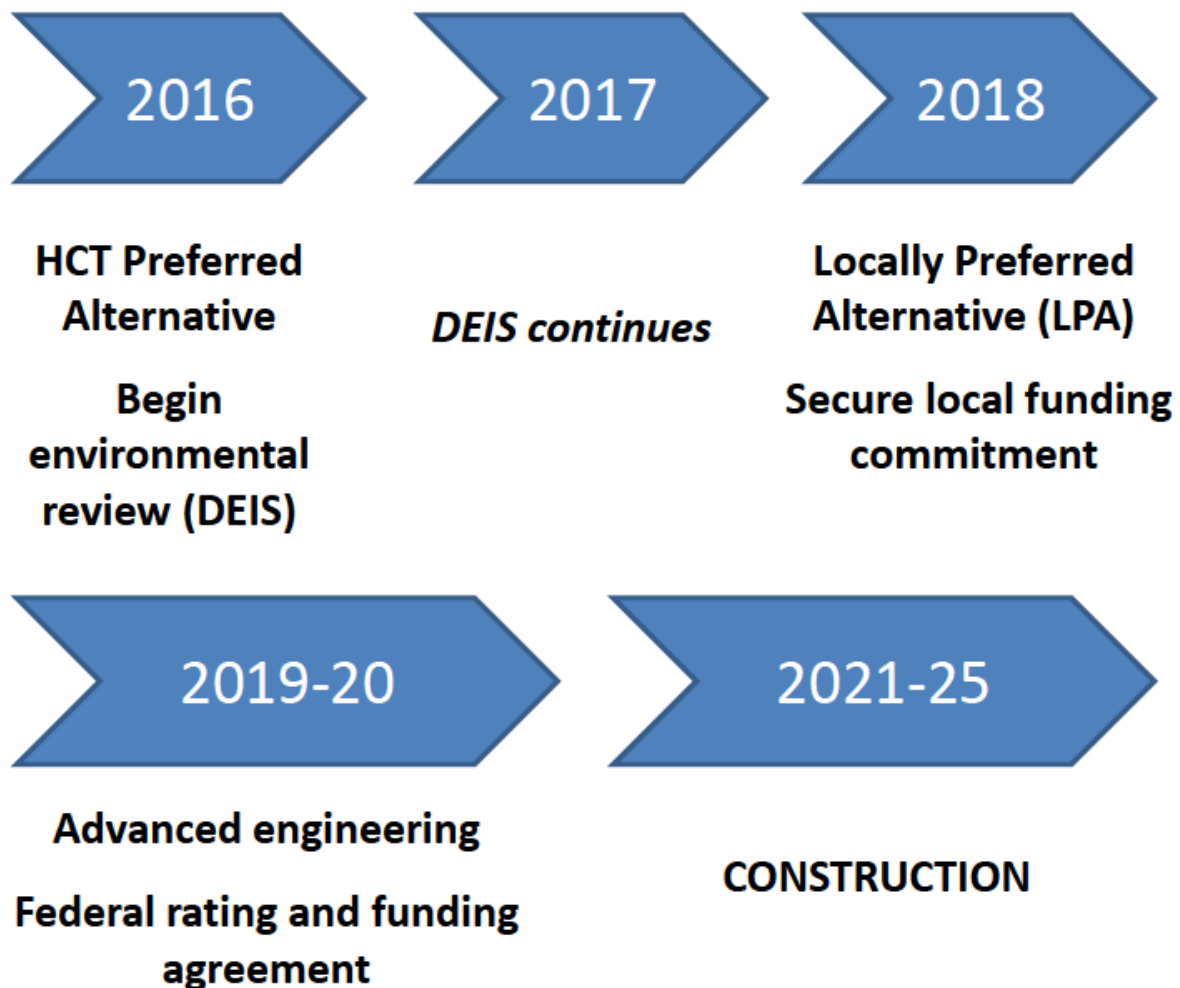 2016
2017
2018
HCT Preferred
Alternative
Begin
environmental
review (DEIS)
DEIS continues
Locally Preferred
Alternative (LPA)
Secure local funding
commitment
2019-20
2021-25
Advanced engineering
Federal rating and funding
agreement
CONSTRUCTION